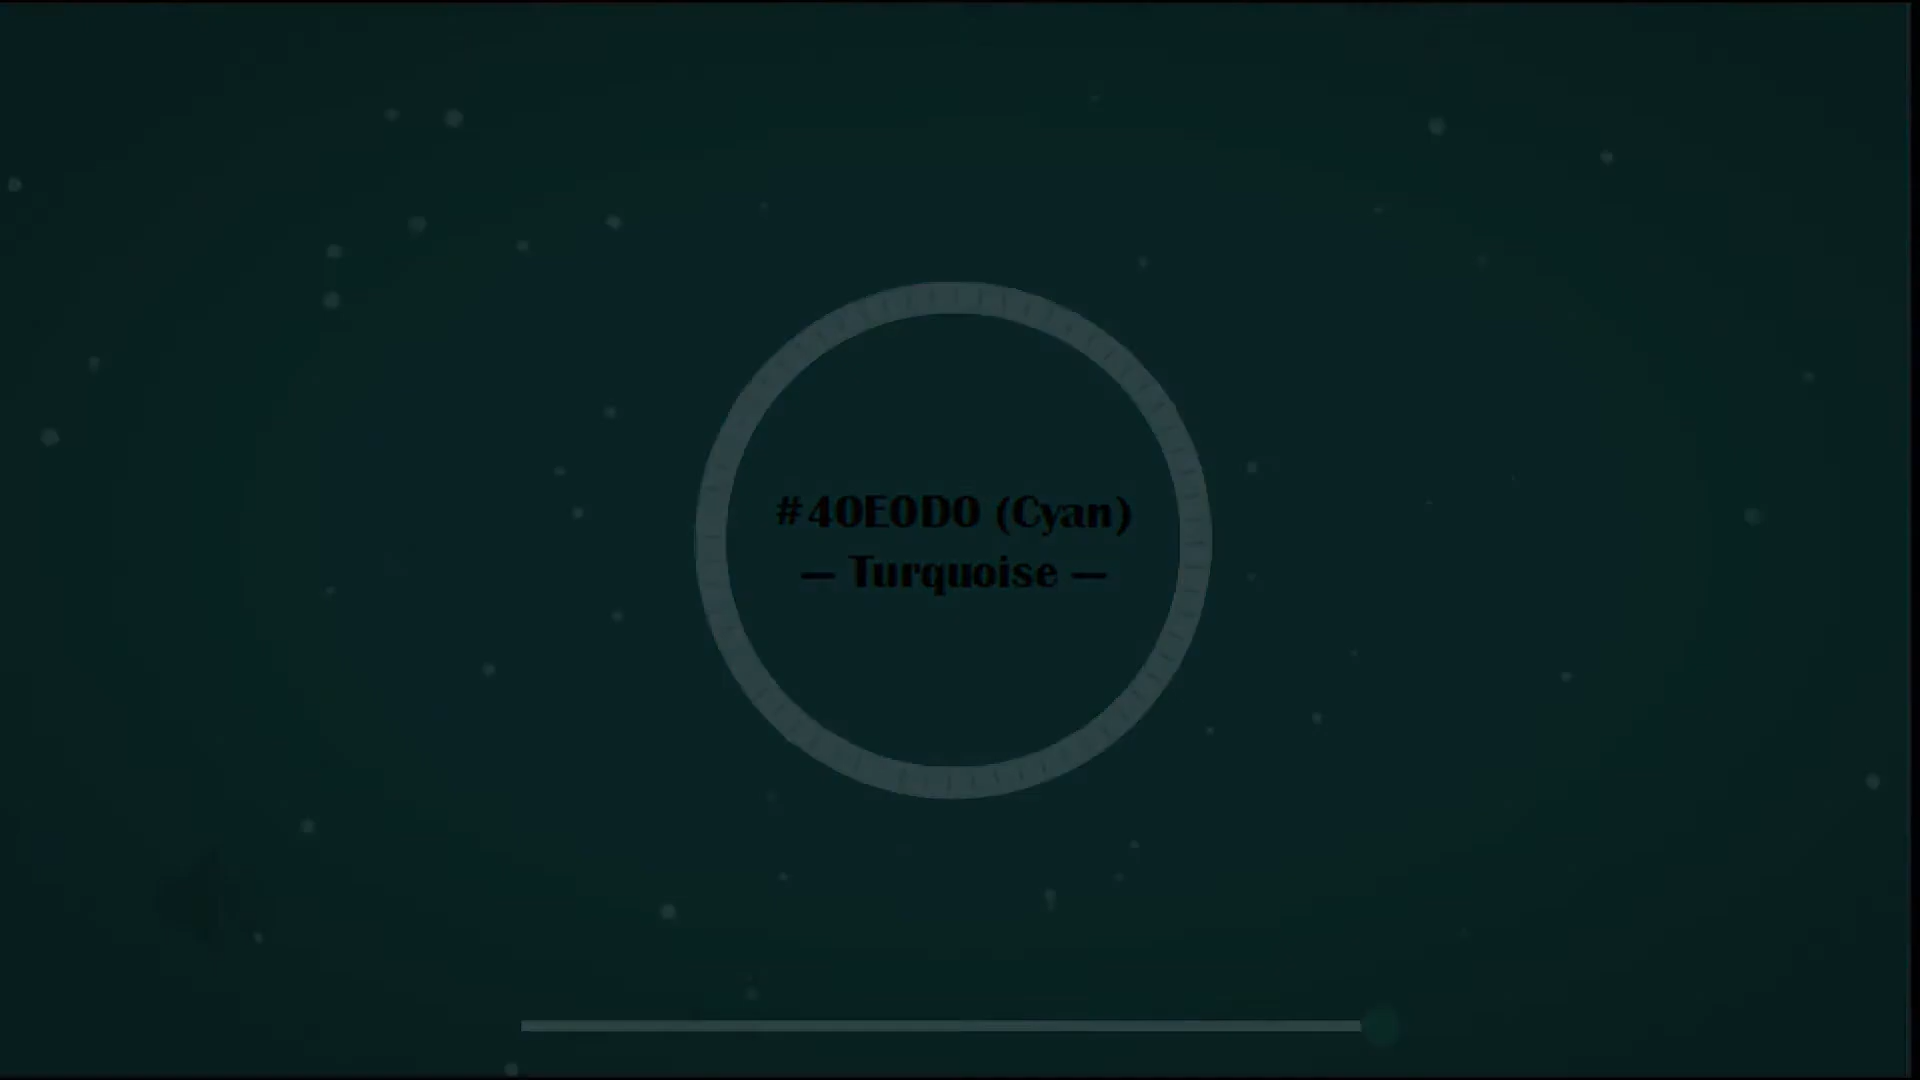 #40E0D0 (Cyan)
— Turquoise —